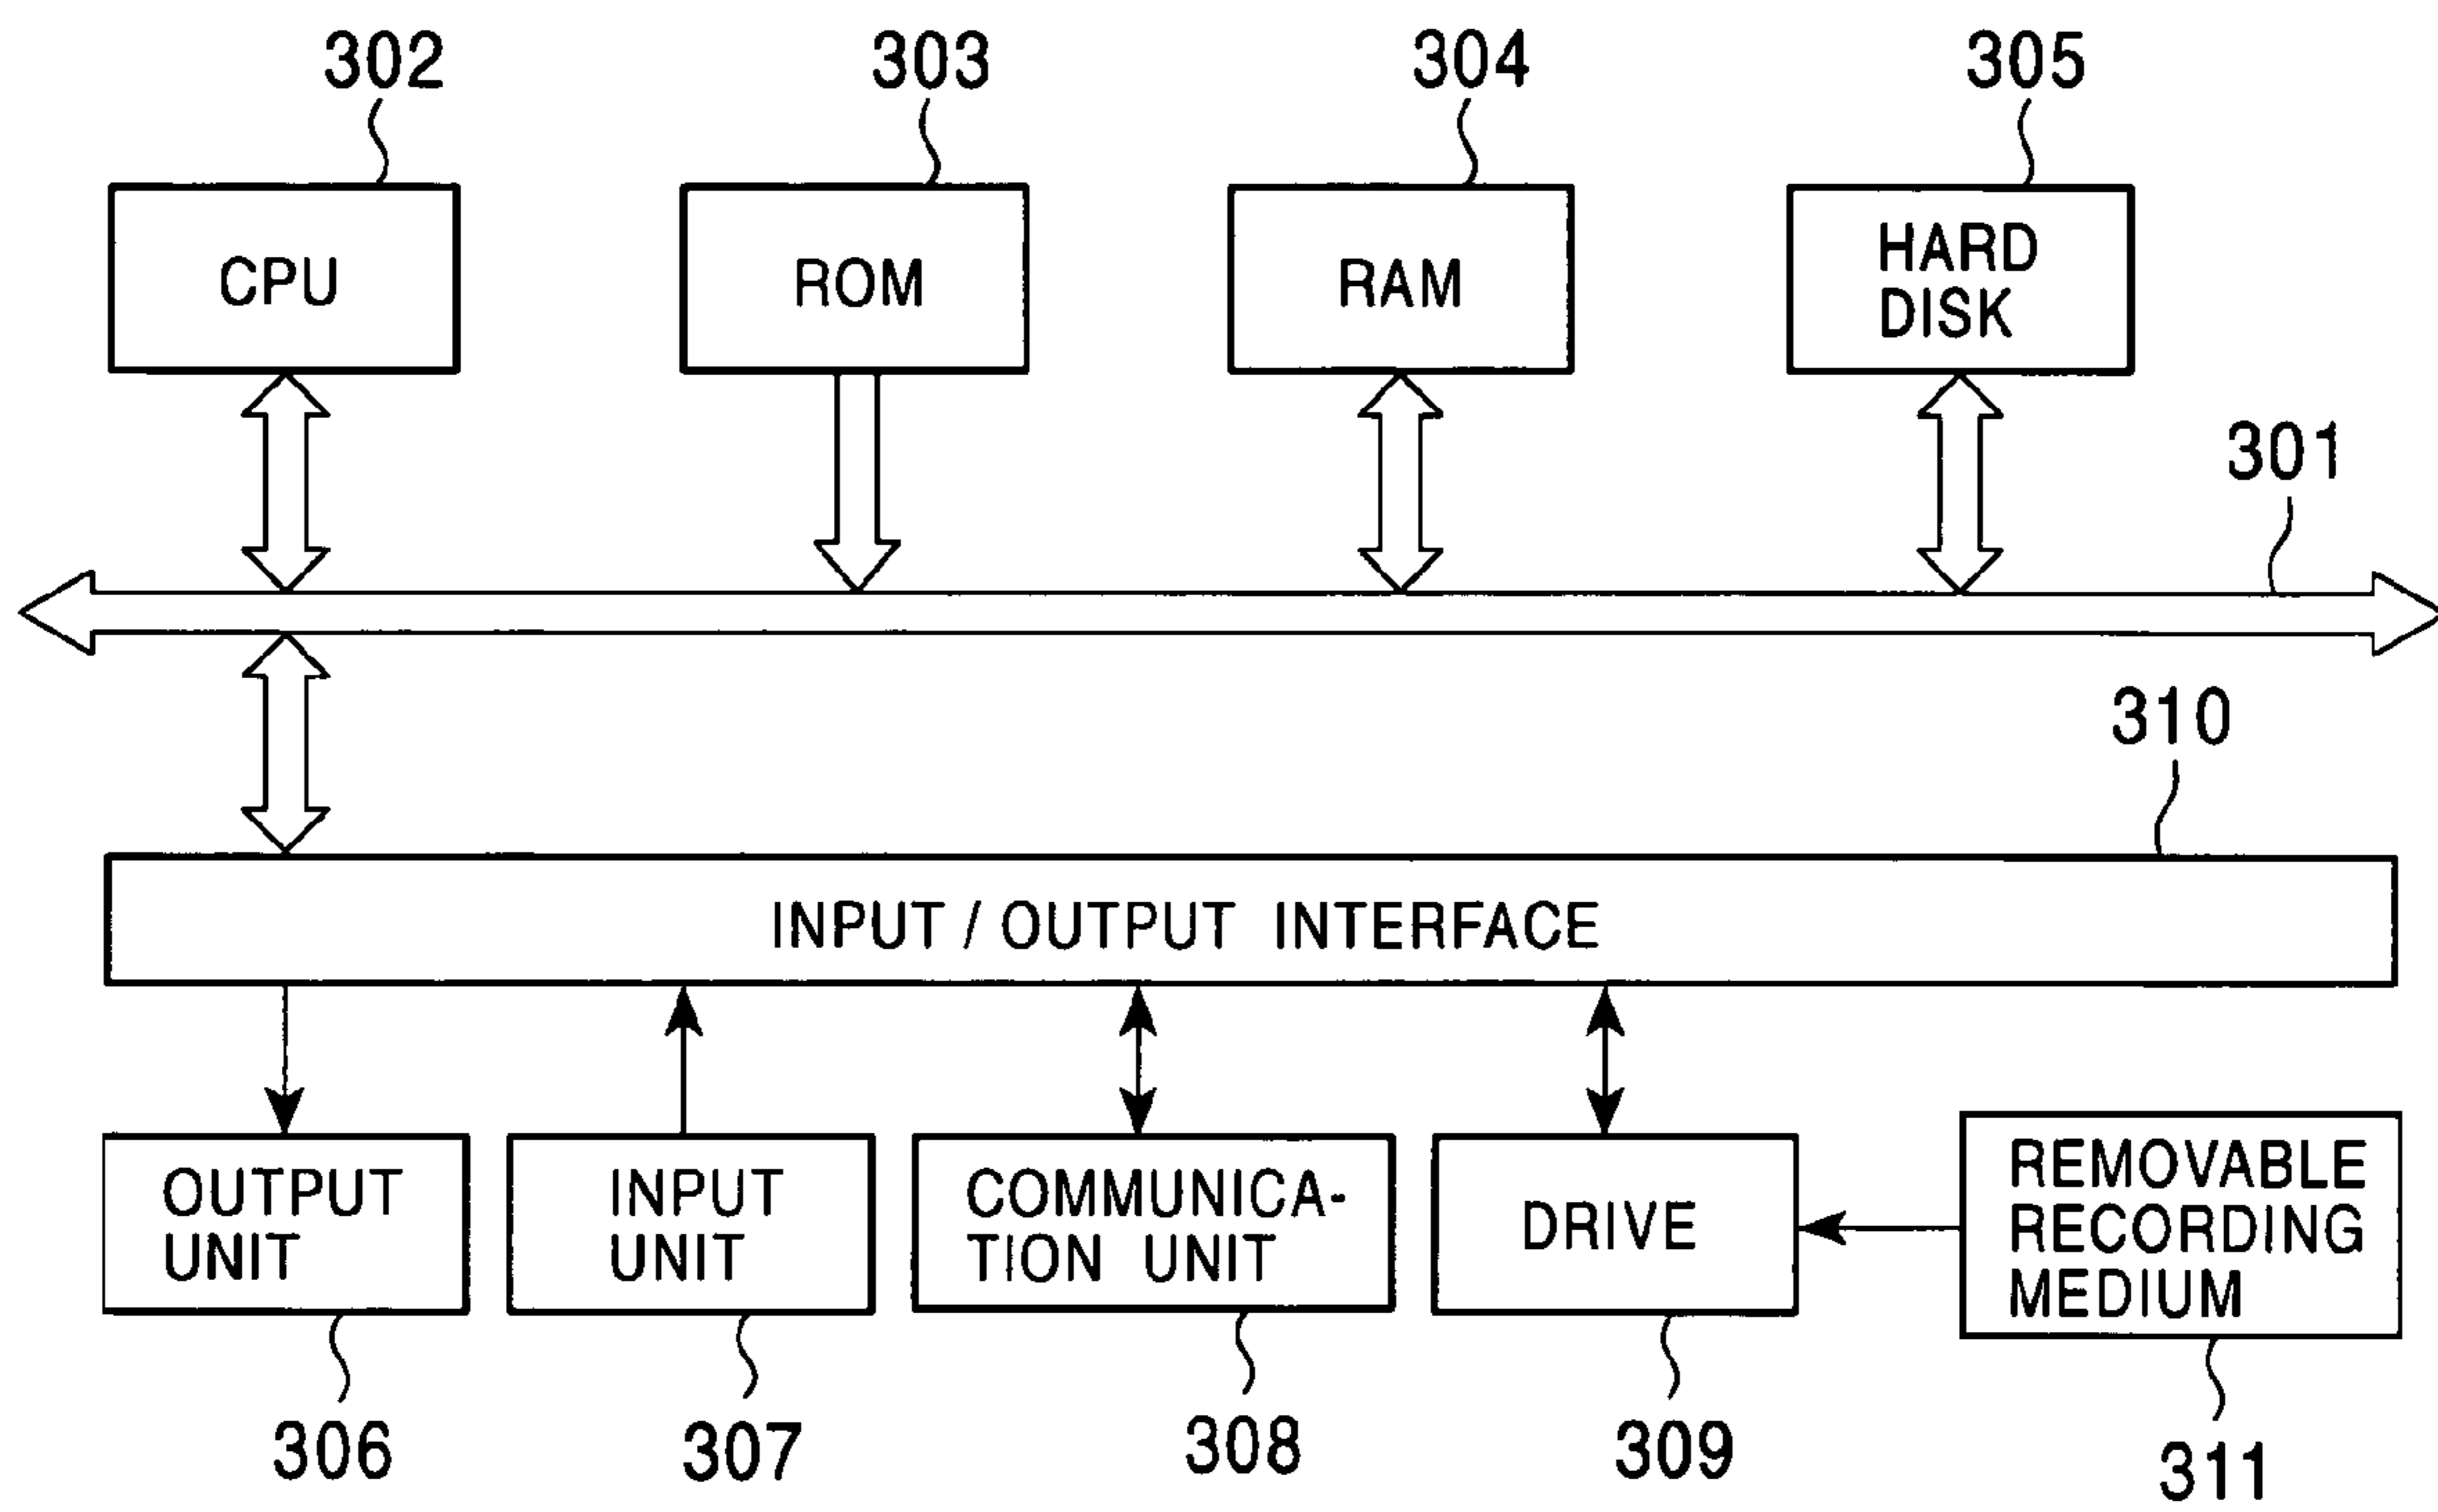 302
303
304
305
CPU
ROM
RAM
HARD
DISK
301
310
INPUT / OUTPUT INTERFACE
OUTPUT
UNIT
INPUT
UNIT
COMMUNICA-
TION UNIT
DRIVE
REMOVABLE
RECORDING
MEDIUM
306
307
308
309
311